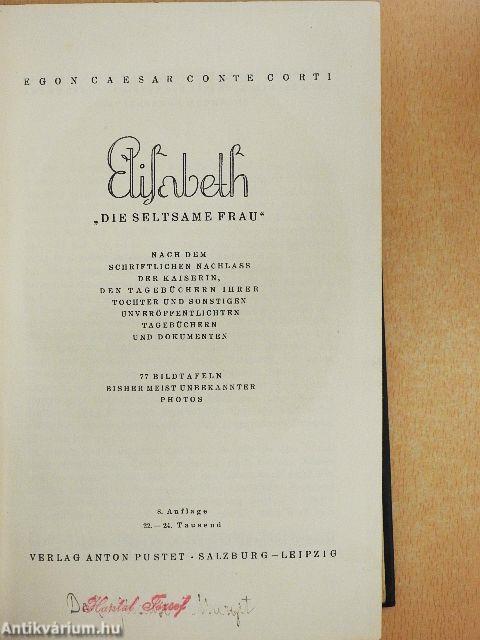 EGON CAESAR CONTE CORTI
Elisabeth
„DIE SELTSAME FRAU“
NACH DEM
SCHRIFTLICHEN NACHLASS
DER KAISERIN,
DEN TAGEBÜCHERN IHRER
TOCHTER UND SONSTIGEN
UNVERÖFFENTLICHTEN
TAGEBÜCHERN
UND DOKUMENTEN
77 BILDTAFELN
BISHER MEIST UNBEKANNTER
PHOTOS
8. Auflage
22.—24. Tausend
VERLAG ANTON PUSTET · SALZBURG—LEIPZIG
József
Antikvárium.hu